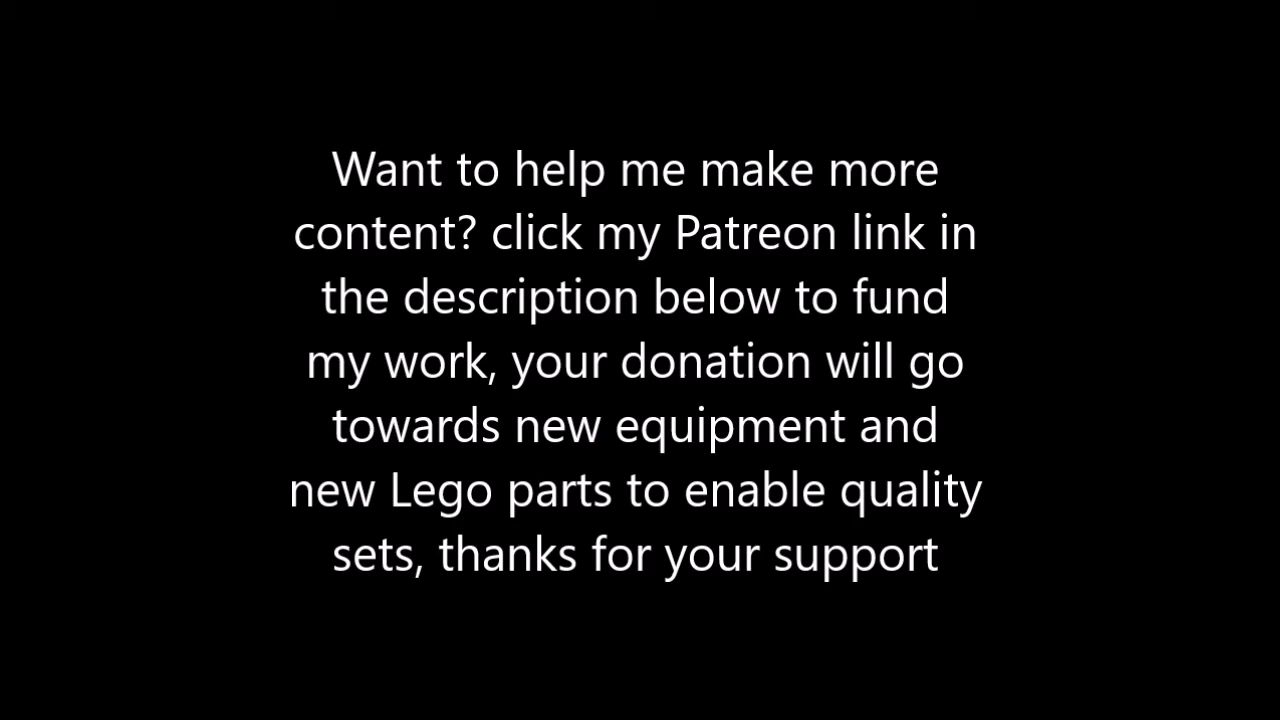 Want to help me make more
content? click my Patreon link in
the description below to fund
my work, your donation will go
towards new equipment and
new Lego parts to enable quality
sets, thanks for your support